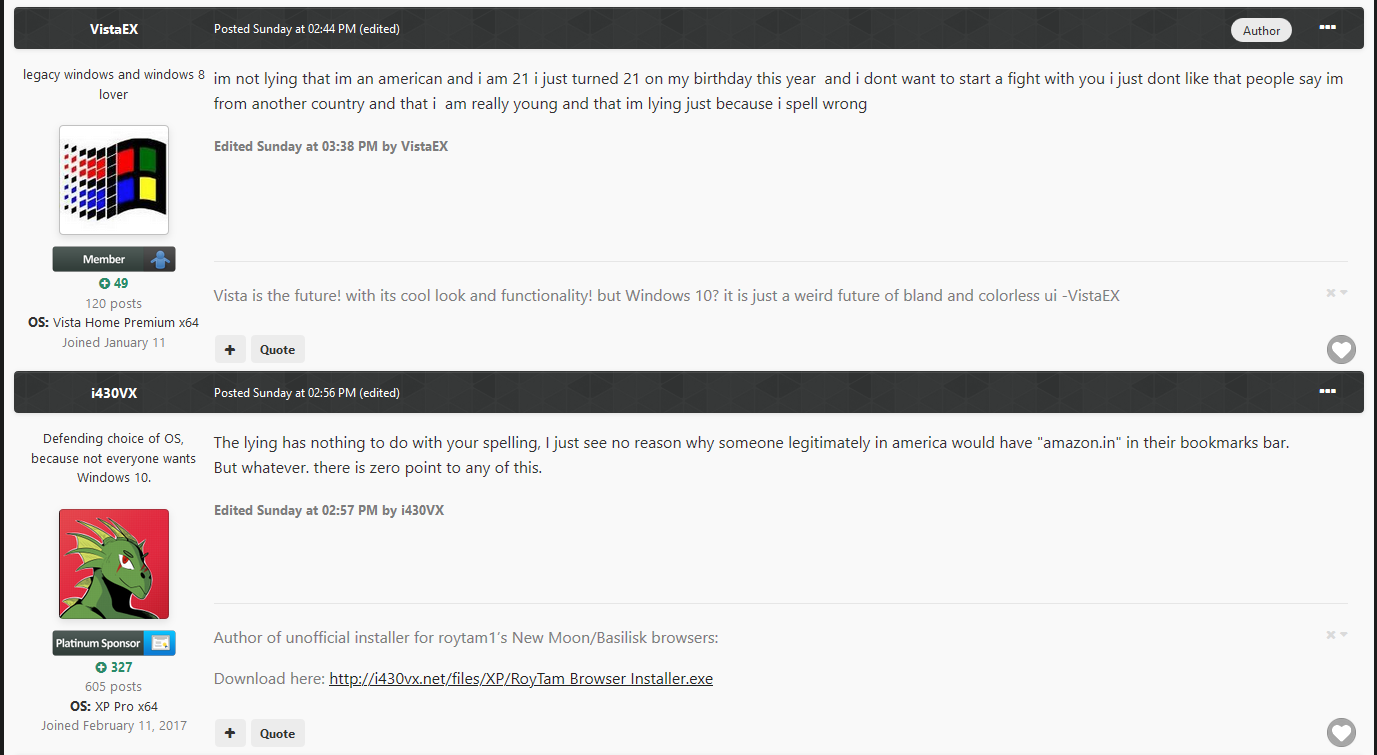 VistaEX
Posted Sunday at 02:44 PM (edited)
Author
legacy windows and windows 8
lover
im not lying that im an american and i am 21 i just turned 21 on my birthday this year  and i dont want to start a fight with you i just dont like that people say im
from another country and that i  am really young and that im lying just because i spell wrong
Edited Sunday at 03:38 PM by VistaEX
Member
49
120 posts
OS: Vista Home Premium x64
Joined January 11
Vista is the future! with its cool look and functionality! but Windows 10? it is just a weird future of bland and colorless ui -VistaEX
+ Quote
i430VX
Posted Sunday at 02:56 PM (edited)
Defending choice of OS,
because not everyone wants
Windows 10.
The lying has nothing to do with your spelling, I just see no reason why someone legitimately in america would have "amazon.in" in their bookmarks bar.
But whatever. there is zero point to any of this.
Edited Sunday at 02:57 PM by i430VX
Platinum Sponsor
327
605 posts
OS: XP Pro x64
Joined February 11, 2017
Author of unofficial installer for roytam1's New Moon/Basilisk browsers:
Download here: http://i430vx.net/files/XP/RoyTam Browser Installer.exe
+ Quote